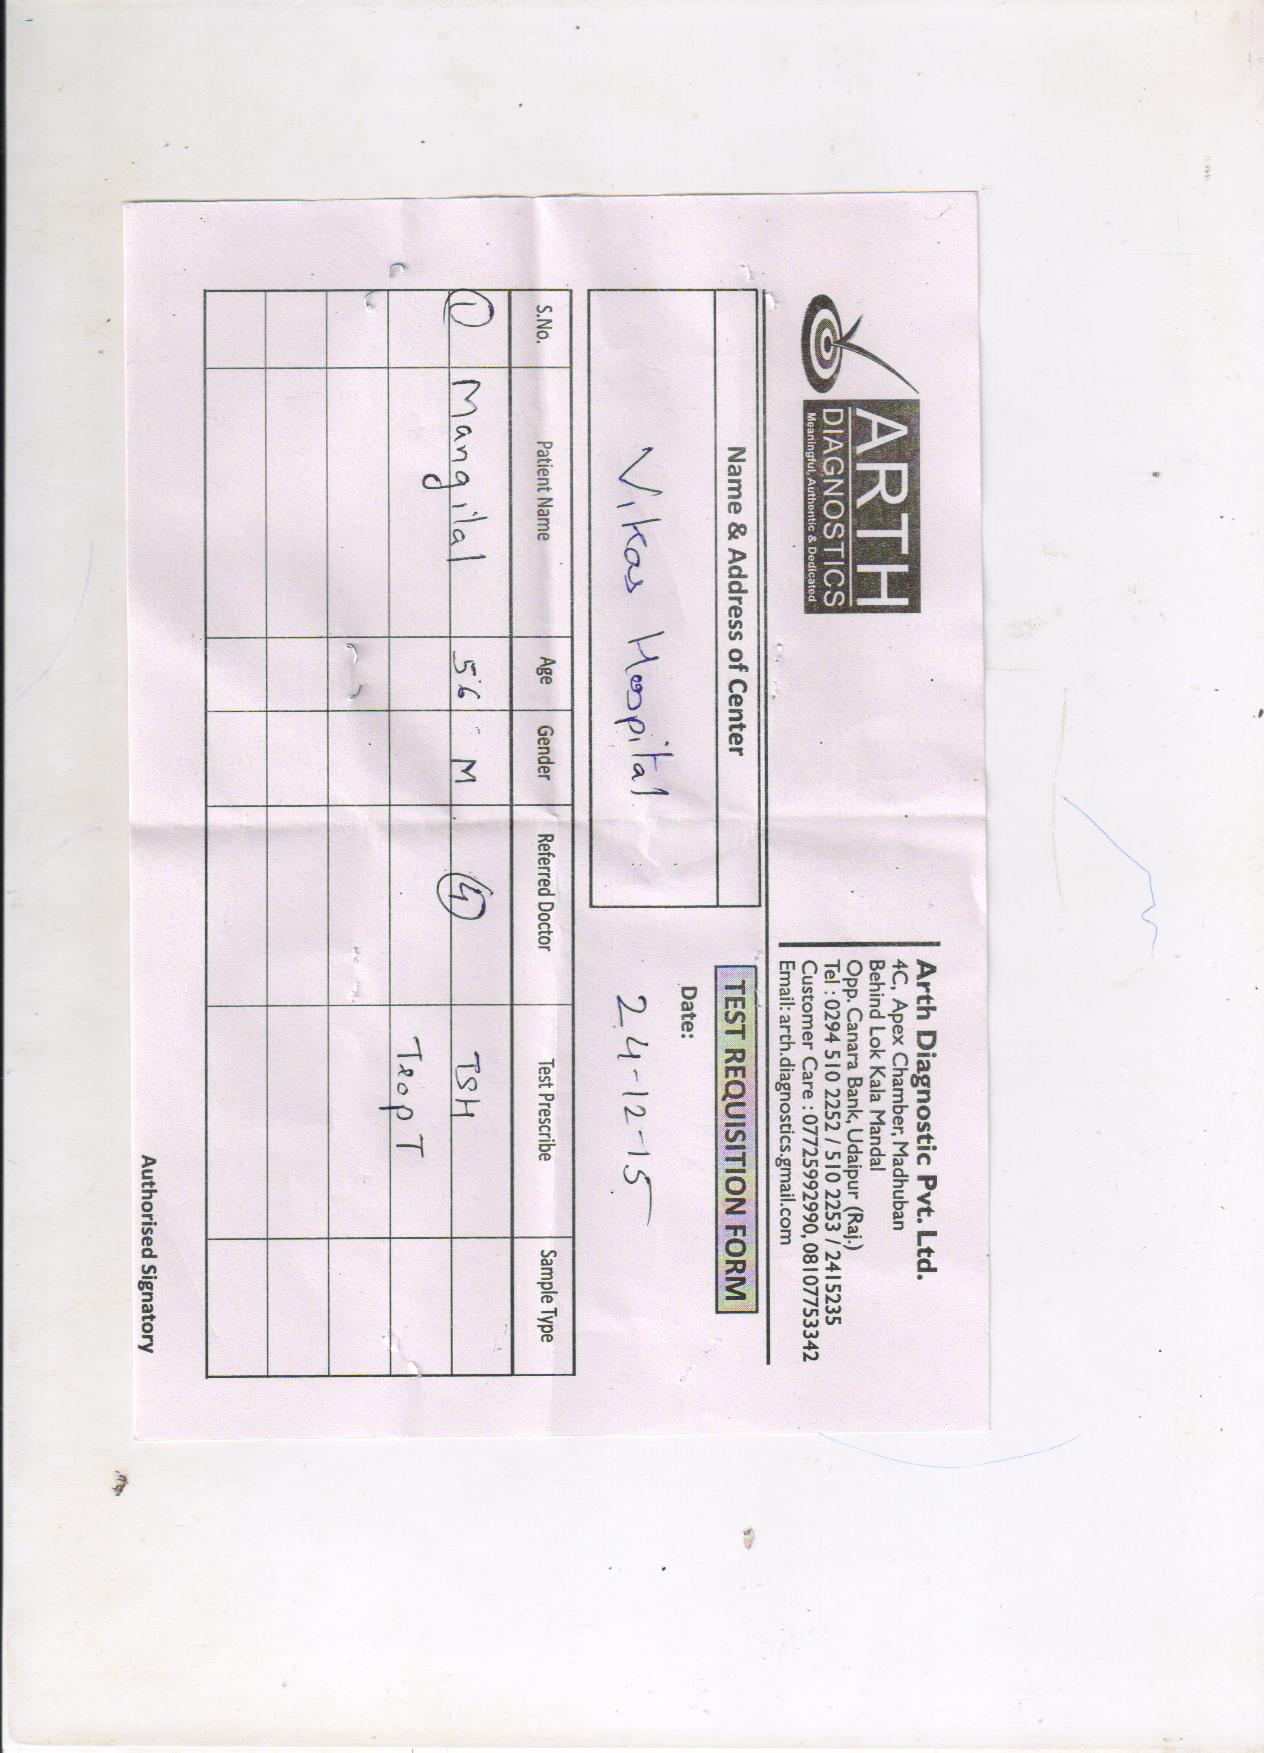 ARTH
DIAGNOSTICS
Meaningful, Authentic & Dedicated
Arth Diagnostic Pvt. Ltd.
4C, Apex Chamber, Madhuban
Behind Lok Kala Mandal
Opp. Canara Bank, Udaipur (Raj.)
Tel : 0294 510 2252 / 510 2253 / 2415235
Customer Care : 07725992990, 08107753342
Email: arth.diagnostics.gmail.com
Name & Address of Center
Vikas Hospital
TEST REQUISITION FORM
Date:
24-12-15
S.No. Patient Name Age Gender Referred Doctor Test Prescribe Sample Type
1 Mangilal 56 M TSH
Trop T
Authorised Signatory